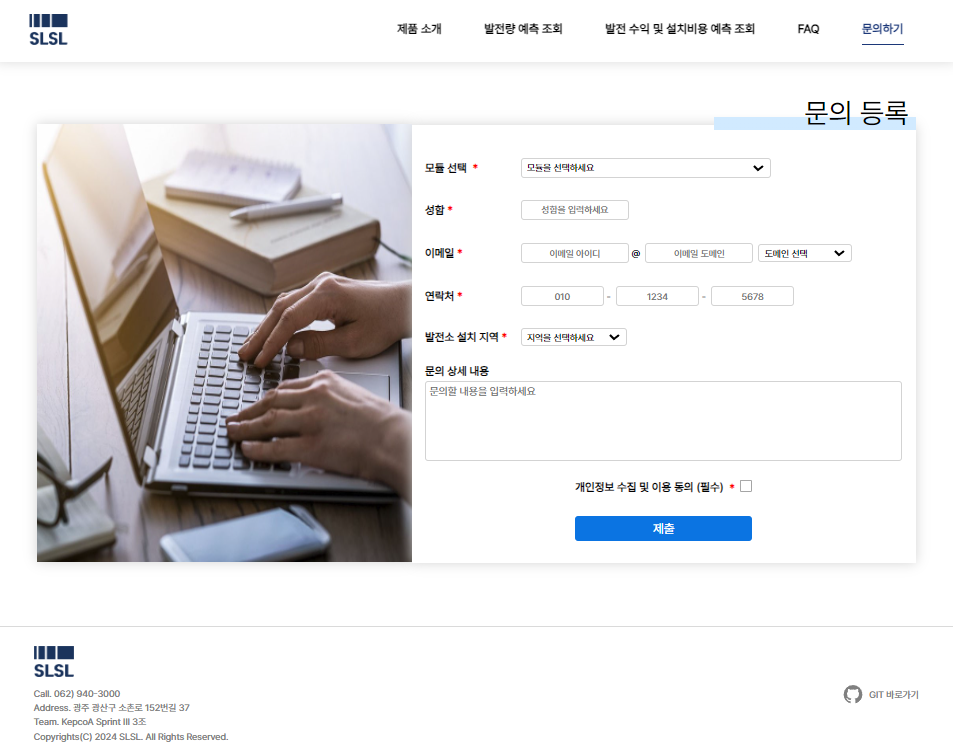 SLSL
제품 소개 발전량 예측 조회 발전 수익 및 설치비용 예측 조회 FAQ 문의하기
문의 등록
모듈 선택 * 모듈을 선택하세요
성함 * 성함을 입력하세요
이메일 * 이메일 아이디 @ 이메일 도메인 도메인 선택
연락처 * 010 - 1234 - 5678
발전소 설치 지역 * 지역을 선택하세요
문의 상세 내용
문의할 내용을 입력하세요
개인정보 수집 및 이용 동의 (필수) *
제출
SLSL
Call. 062) 940-3000
Address. 광주 광산구 소촌로 152번길 37
Team. KepcoA Sprint III 3조
Copyrights(C) 2024 SLSL. All Rights Reserved.
GIT 바로가기